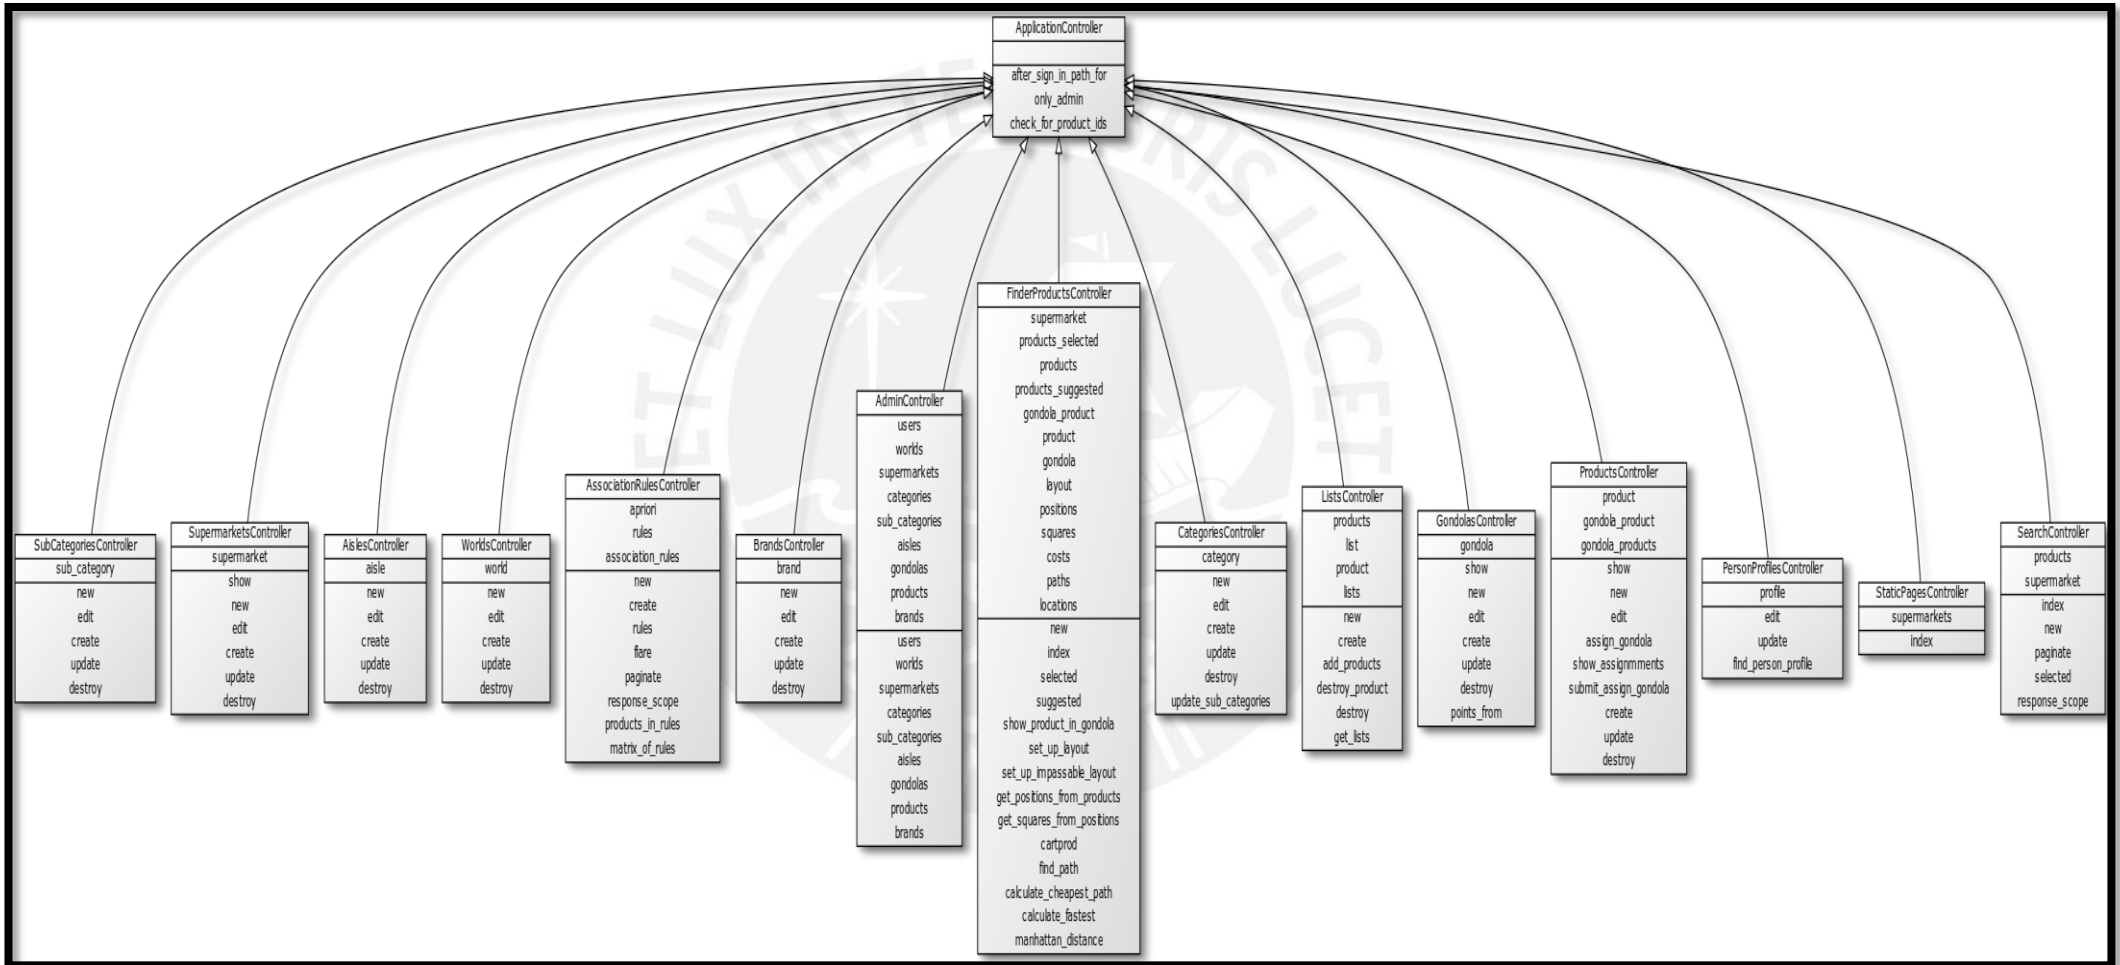 ApplicationController
after_sign_in_path_for
only_admin
check_for_product_ids
ET LUX IN TE BRIS LUCET
SubCategoriesController
sub_category
new
edit
create
update
destroy
SupermarketsController
supermarket
show
new
edit
create
update
destroy
AislesController
aisle
new
edit
create
update
destroy
WorldsController
world
new
edit
create
update
destroy
AssociationRulesController
apriori
rules
association_rules
new
create
rules
flare
paginate
response_scope
products_in_rules
matrix_of_rules
BrandsController
brand
new
edit
create
update
destroy
AdminController
users
worlds
supermarkets
categories
sub_categories
aisles
gondolas
products
brands
users
worlds
supermarkets
categories
sub_categories
aisles
gondolas
products
brands
FinderProductsController
supermarket
products_selected
products
products_suggested
gondola_product
product
gondola
layout
positions
squares
costs
paths
locations
new
index
selected
suggested
show_product_in_gondola
set_up_layout
set_up_impassable_layout
get_positions_from_products
get_squares_from_positions
cartprod
find_path
calculate_cheapest_path
calculate_fastest
manhattan_distance
CategoriesController
category
new
edit
create
update
destroy
update_sub_categories
ListsController
products
list
product
lists
new
create
add_products
destroy_product
destroy
get_lists
GondolasController
gondola
show
new
edit
create
update
destroy
points_from
ProductsController
product
gondola_product
gondola_products
show
new
edit
assign_gondola
show_assignmments
submit_assign_gondola
create
update
destroy
PersonProfilesController
profile
edit
update
find_person_profile
StaticPagesController
supermarkets
index
SearchController
products
supermarket
index
new
paginate
selected
response_scope